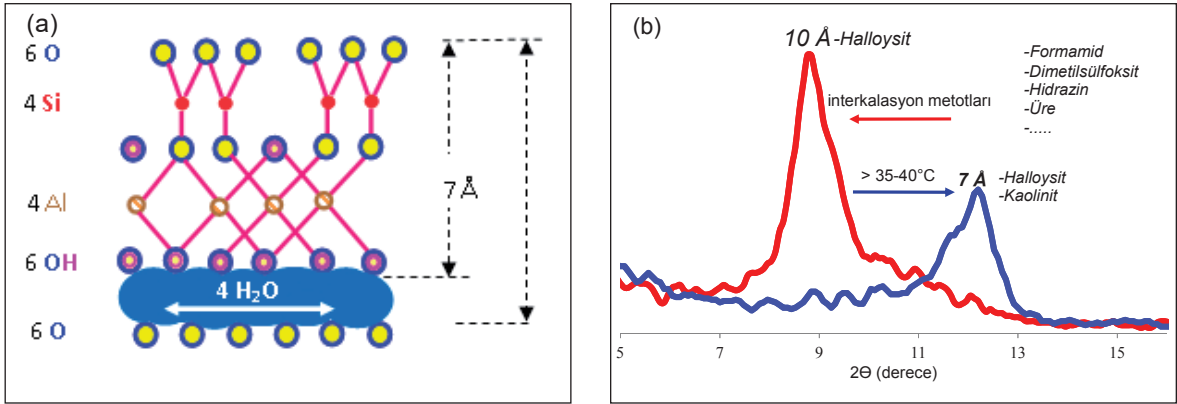 (a)
6 O
4 Si
4 Al
6 OH
4 H₂O
6 O
7 Å
(b)
10 Å-Halloysit
-Formamid
-Dimetilsülfoksit
-Hidrazin
-Üre
-.....
interkalasyon metotları
> 35-40°C
7 Å -Halloysit
-Kaolinit
5 7 9 11 13 15
2Θ (derece)